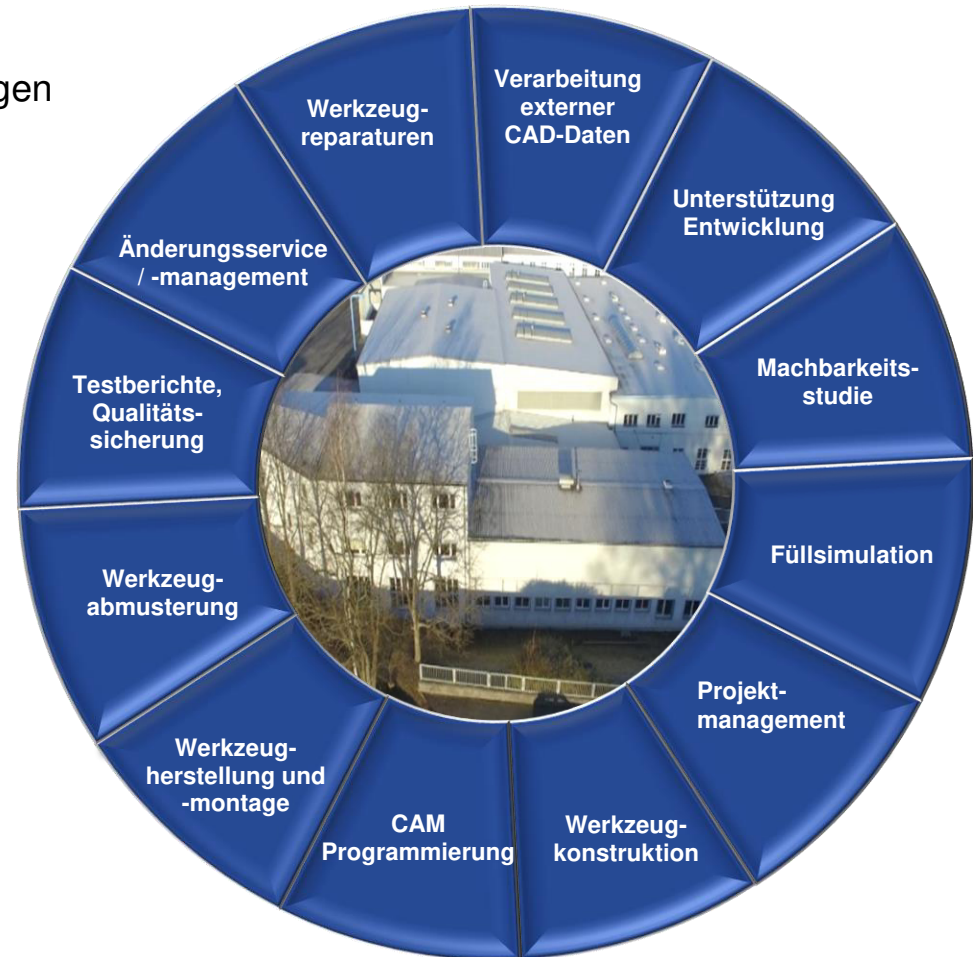 gen
Verarbeitung
externer
CAD-Daten
Unterstützung
Entwicklung
Machbarkeits-
studie
Füllsimulation
Projekt-
management
Werkzeug-
konstruktion
CAM
Programmierung
Werkzeug-
herstellung und
-montage
Werkzeug-
abmusterung
Testberichte,
Qualitäts-
sicherung
Änderungsservice
/ -management
Werkzeug-
reparaturen